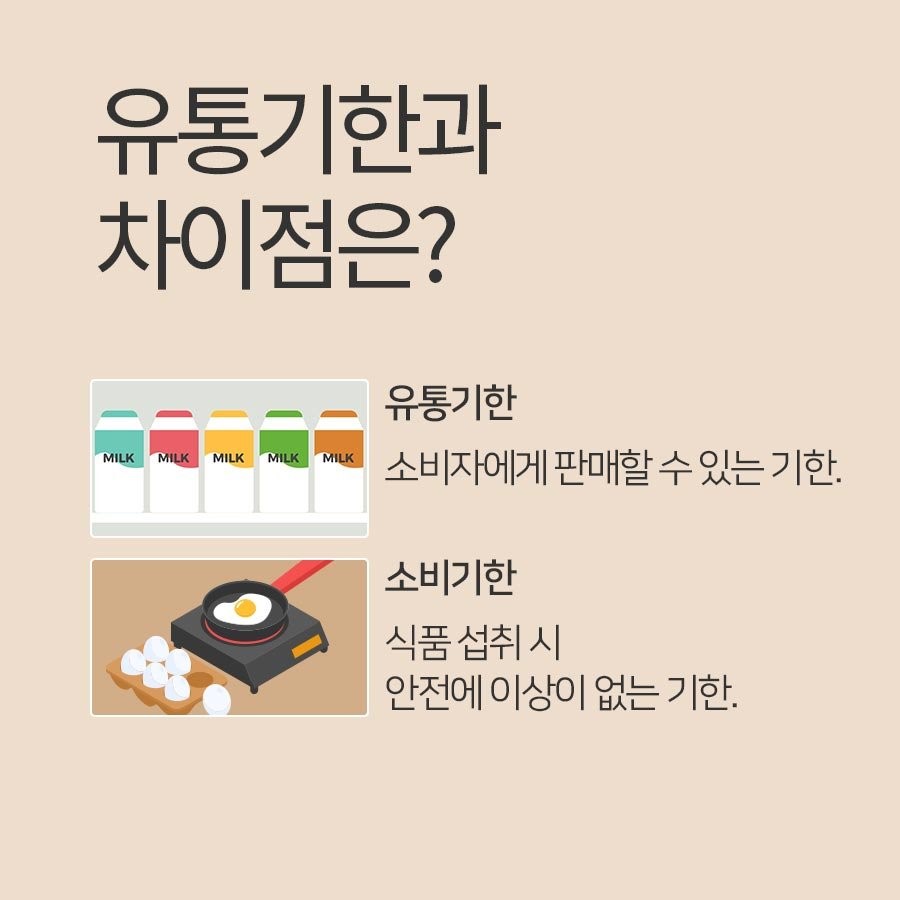 유통기한과
차이점은?
MILK MILK MILK MILK MILK
유통기한
소비자에게 판매할 수 있는 기한.
소비기한
식품 섭취 시
안전에 이상이 없는 기한.